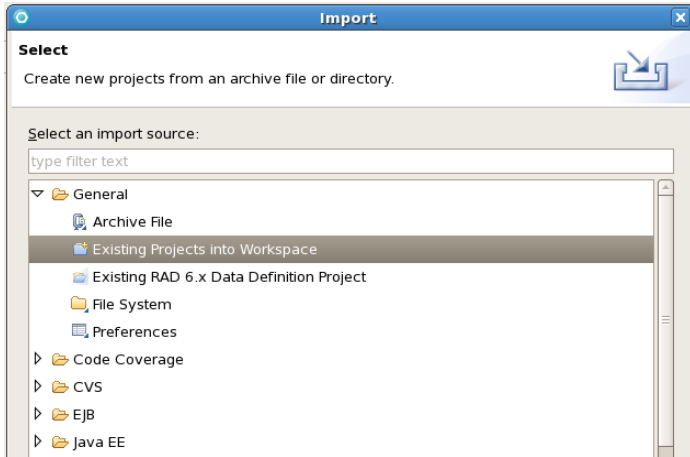 Import
Select
Create new projects from an archive file or directory.
Select an import source:
type filter text
General
Archive File
Existing Projects into Workspace
Existing RAD 6.x Data Definition Project
File System
Preferences
Code Coverage
CVS
EJB
Java EE